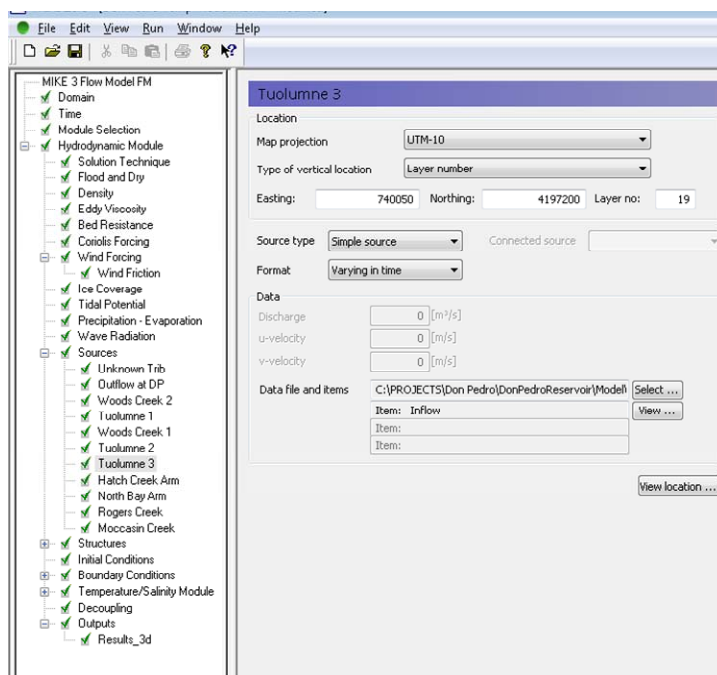 File Edit View Run Window Help
MIKE 3 Flow Model FM
Domain
Time
Module Selection
Hydrodynamic Module
Solution Technique
Flood and Dry
Density
Eddy Viscosity
Bed Resistance
Coriolis Forcing
Wind Forcing
Wind Friction
Ice Coverage
Tidal Potential
Precipitation - Evaporation
Wave Radiation
Sources
Unknown Trib
Outflow at DP
Woods Creek 2
Tuolumne 1
Woods Creek 1
Tuolumne 2
Tuolumne 3
Hatch Creek Arm
North Bay Arm
Rogers Creek
Moccasin Creek
Structures
Initial Conditions
Boundary Conditions
Temperature/Salinity Module
Decoupling
Outputs
Results_3d
Tuolumne 3
Location
Map projection UTM-10
Type of vertical location Layer number
Easting: 740050 Northing: 4197200 Layer no: 19
Source type Simple source Connected source
Format Varying in time
Data
Discharge 0 [m³/s]
u-velocity 0 [m/s]
v-velocity 0 [m/s]
Data file and items C:\PROJECTS\Don Pedro\DonPedroReservoir\Model\ Select ...
Item: Inflow View ...
Item:
Item:
View location ...